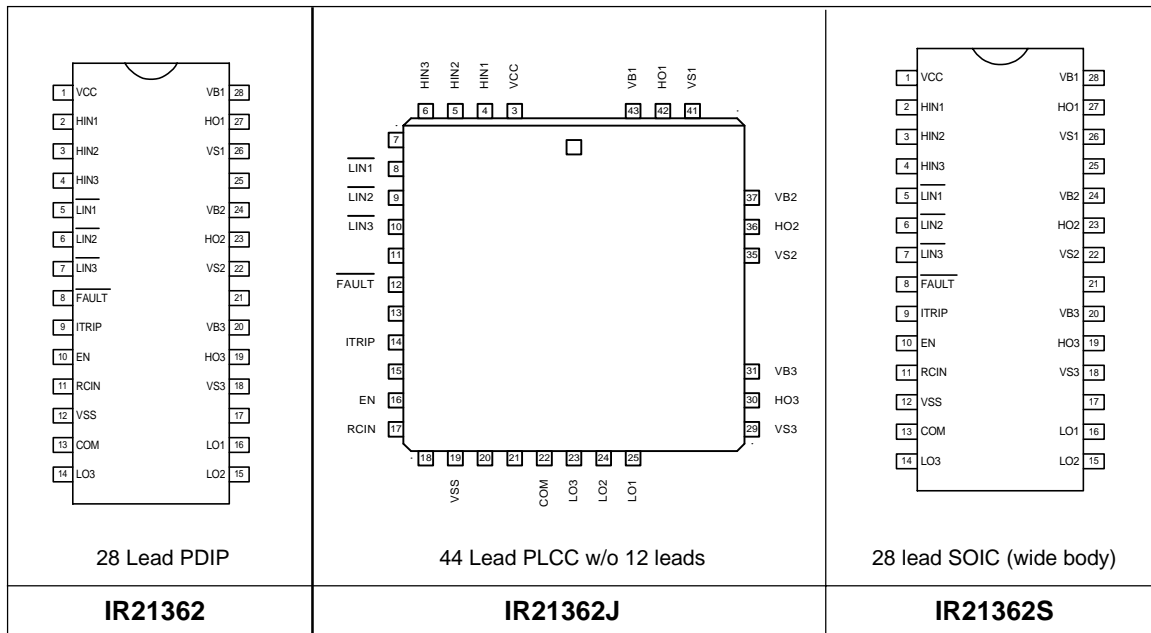 1 VCC VB1 28
2 HIN1 HO1 27
3 HIN2 VS1 26
4 HIN3 25
5 LIN1 VB2 24
6 LIN2 HO2 23
7 LIN3 VS2 22
8 FAULT 21
9 ITRIP VB3 20
10 EN HO3 19
11 RCIN VS3 18
12 VSS 17
13 COM LO1 16
14 LO3 LO2 15
28 Lead PDIP
IR21362
HIN3 HIN2 HIN1 VCC VB1 HO1 VS1
6 5 4 3 43 42 41
7
LIN1 8
LIN2 9 37 VB2
LIN3 10 36 HO2
11 35 VS2
FAULT 12
13
ITRIP 14
15 31 VB3
EN 16 30 HO3
RCIN 17 29 VS3
18 19 20 21 22 23 24 25
VSS COM LO3 LO2 LO1
44 Lead PLCC w/o 12 leads
IR21362J
1 VCC VB1 28
2 HIN1 HO1 27
3 HIN2 VS1 26
4 HIN3 25
5 LIN1 VB2 24
6 LIN2 HO2 23
7 LIN3 VS2 22
8 FAULT 21
9 ITRIP VB3 20
10 EN HO3 19
11 RCIN VS3 18
12 VSS 17
13 COM LO1 16
14 LO3 LO2 15
28 lead SOIC (wide body)
IR21362S